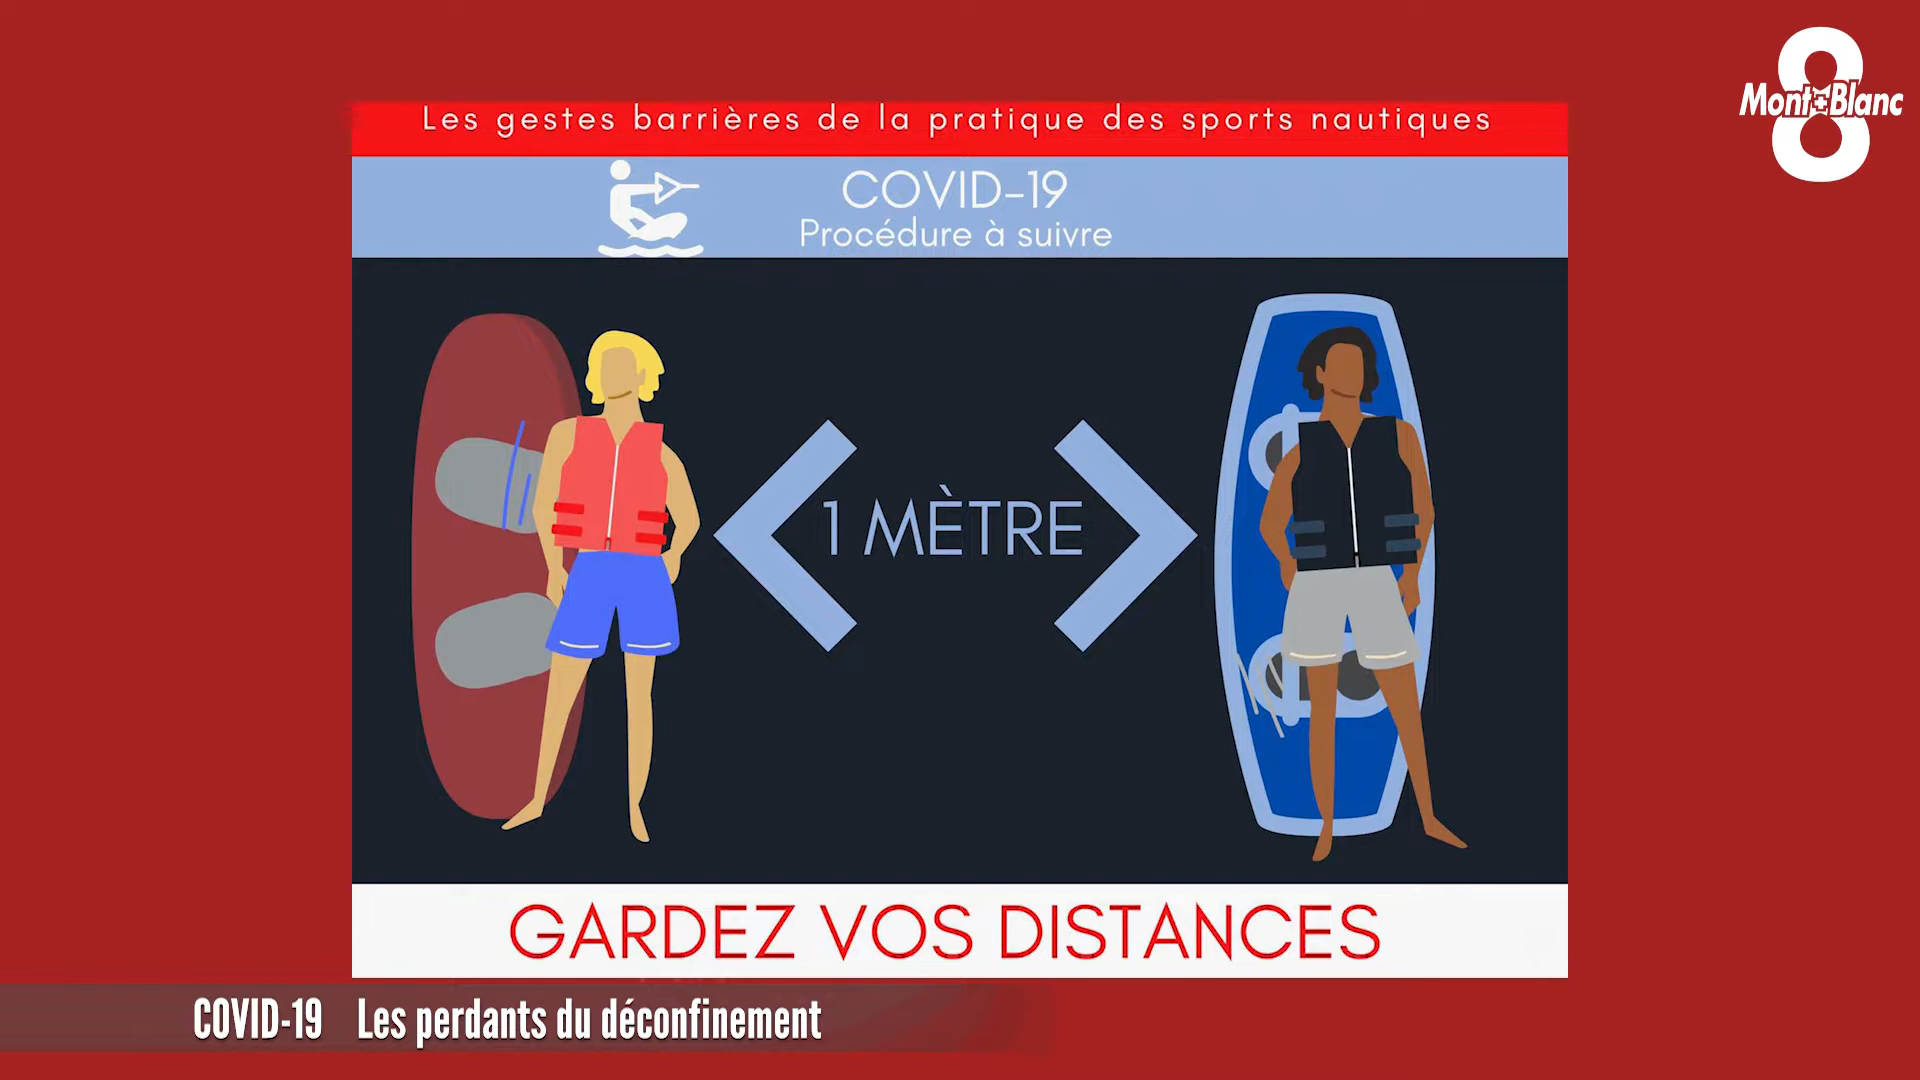 8
Mont Blanc
Les gestes barrières de la pratique des sports nautiques
COVID-19
Procédure à suivre
1 MÈTRE
GARDEZ VOS DISTANCES
COVID-19 Les perdants du déconfinement